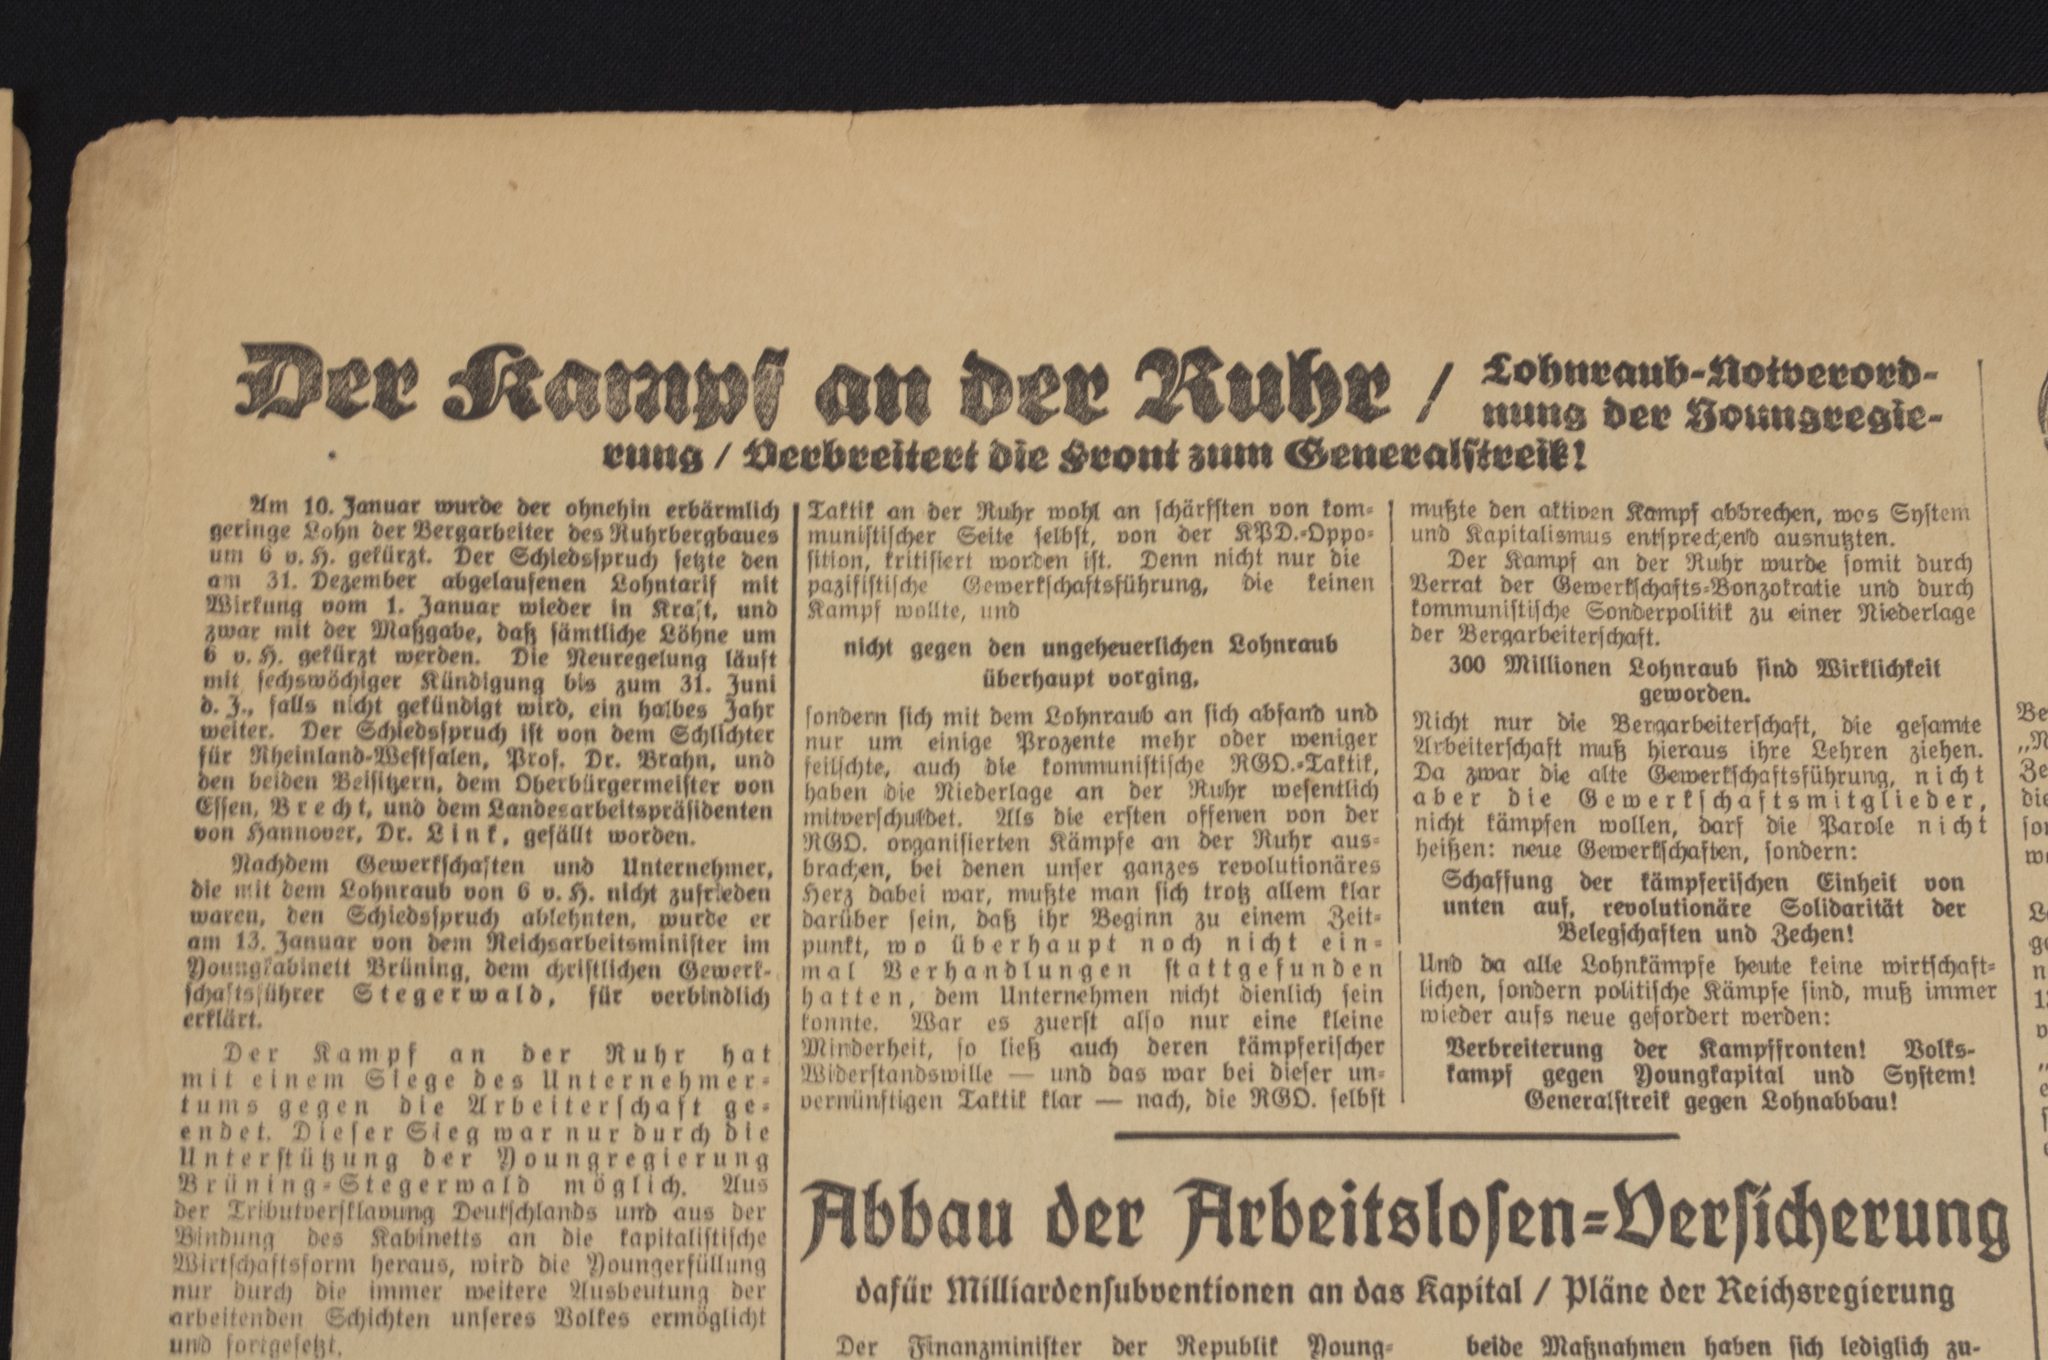 Der Kampf an der Ruhr / Lohnraub-Notverord-
nung der Youngregie-
rung / Verbreitert die Front zum Generalstreik!
Am 10. Januar wurde der ohnehin erbärmlich
geringe Lohn der Bergarbeiter des Ruhrbergbaues
um 6 v. H. gekürzt. Der Schiedsspruch setzte den
am 31. Dezember abgelaufenen Lohntarif mit
Wirkung vom 1. Januar wieder in Kraft, und
zwar mit der Maßgabe, daß sämtliche Löhne um
6 v. H. gekürzt werden. Die Neuregelung läuft
mit sechswöchiger Kündigung bis zum 31. Juni
d. J., falls nicht gekündigt wird, ein halbes Jahr
weiter. Der Schiedsspruch ist von dem Schlichter
für Rheinland-Westfalen, Prof. Dr. Brahn, und
den beiden Beisitzern, dem Oberbürgermeister von
Essen, Brecht, und dem Landesarbeitspräsidenten
von Hannover, Dr. Link, gefällt worden.
Nachdem Gewerkschaften und Unternehmer,
die mit dem Lohnraub von 6 v. H. nicht zufrieden
waren, den Schiedsspruch ablehnten, wurde er
am 13. Januar von dem Reichsarbeitsminister im
Youngkabinett Brüning, dem christlichen Gewerk-
schaftsführer Stegerwald, für verbindlich
erklärt.
Der Kampf an der Ruhr hat
mit einem Siege des Unternehmer-
tums gegen die Arbeiterschaft ge-
endet. Dieser Sieg war nur durch die
Unterstützung der Youngregierung
Brüning-Stegerwald möglich. Aus
der Tributversklavung Deutschlands und aus der
Bindung des Kabinetts an die kapitalistische
Wirtschaftsform heraus, wird die Youngerfüllung
nur durch die immer weitere Ausbeutung der
arbeitenden Schichten unseres Volkes ermöglicht
und fortgesetzt.
Taktik an der Ruhr wohl an schärfsten von kom-
munistischer Seite selbst, von der KPD.-Oppo-
sition, kritisiert worden ist. Denn nicht nur die
pazifistische Gewerkschaftsführung, die keinen
Kampf wollte, und
nicht gegen den ungeheuerlichen Lohnraub
überhaupt vorging,
sondern sich mit dem Lohnraub an sich abfand und
nur um einige Prozente mehr oder weniger
feilschte, auch die kommunistische RGO.-Taktik,
haben die Niederlage an der Ruhr wesentlich
mitverschuldet. Als die ersten offenen von der
RGO. organisierten Kämpfe an der Ruhr aus-
brachen, bei denen unser ganzes revolutionäres
Herz dabei war, mußte man sich trotz allem klar
darüber sein, daß ihr Beginn zu einem Zeit-
punkt, wo überhaupt noch nicht ein-
mal Verhandlungen stattgefunden
hatten, dem Unternehmen nicht dienlich sein
konnte. War es zuerst also nur eine kleine
Minderheit, so ließ auch deren kämpferischer
Widerstandswille — und das war bei dieser un-
vernünftigen Taktik klar — nach, die RGO. selbst
mußte den aktiven Kampf abbrechen, was System
und Kapitalismus entsprechend ausnutzten.
Der Kampf an der Ruhr wurde somit durch
Verrat der Gewerkschafts-Bonzokratie und durch
kommunistische Sonderpolitik zu einer Niederlage
der Bergarbeiterschaft.
300 Millionen Lohnraub sind Wirklichkeit
geworden.
Nicht nur die Bergarbeiterschaft, die gesamte
Arbeiterschaft muß hieraus ihre Lehren ziehen.
Da zwar die alte Gewerkschaftsführung, nicht
aber die Gewerkschaftsmitglieder,
nicht kämpfen wollen, darf die Parole nicht
heißen: neue Gewerkschaften, sondern:
Schaffung der kämpferischen Einheit von
unten auf, revolutionäre Solidarität der
Belegschaften und Zechen!
Und da alle Lohnkämpfe heute keine wirtschaft-
lichen, sondern politische Kämpfe sind, muß immer
wieder aufs neue gefordert werden:
Verbreiterung der Kampffronten! Volks-
kampf gegen Youngkapital und System!
Generalstreik gegen Lohnabbau!
Abbau der Arbeitslosen-Versicherung
dafür Milliardensubventionen an das Kapital / Pläne der Reichsregierung
Der Finanzminister der Republik Young-
beide Maßnahmen haben sich lediglich zu-